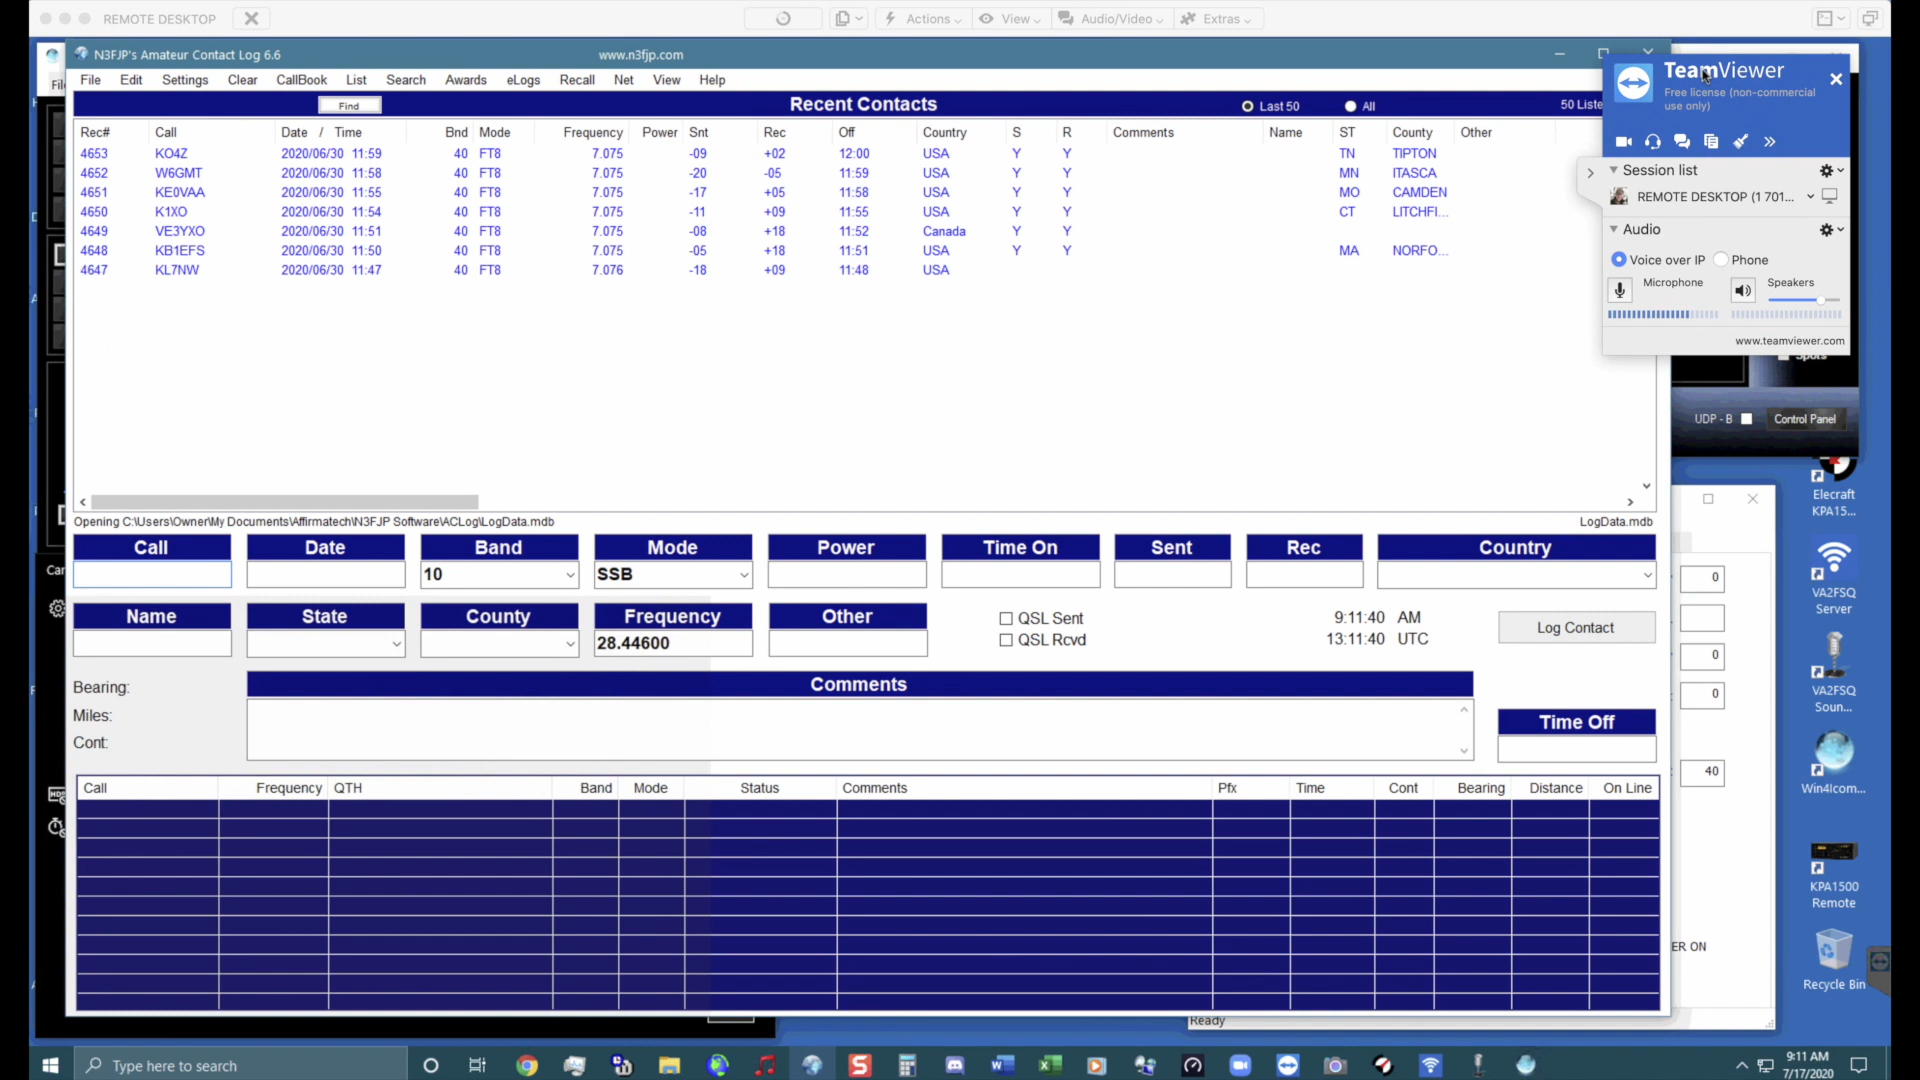 REMOTE DESKTOP
Actions
View
Audio/Video
Extras
N3FJP's Amateur Contact Log 6.6
www.n3fjp.com
File Edit Settings Clear CallBook List Search Awards eLogs Recall Net View Help
Find
Recent Contacts
Last 50
All
50 Liste
Rec# Call Date / Time Bnd Mode Frequency Power Snt Rec Off Country S R Comments Name ST County Other
4653 KO4Z 2020/06/30 11:59 40 FT8 7.075 -09 +02 12:00 USA Y Y TN TIPTON
4652 W6GMT 2020/06/30 11:58 40 FT8 7.075 -20 -05 11:59 USA Y Y MN ITASCA
4651 KE0VAA 2020/06/30 11:55 40 FT8 7.075 -17 +05 11:58 USA Y Y MO CAMDEN
4650 K1XO 2020/06/30 11:54 40 FT8 7.075 -11 +09 11:55 USA Y Y CT LITCHFI...
4649 VE3YXO 2020/06/30 11:51 40 FT8 7.075 -08 +18 11:52 Canada Y Y
4648 KB1EFS 2020/06/30 11:50 40 FT8 7.075 -05 +18 11:51 USA Y Y MA NORFO...
4647 KL7NW 2020/06/30 11:47 40 FT8 7.076 -18 +09 11:48 USA
Opening C:\Users\Owner\My Documents\Affirmatech\N3FJP Software\ACLog\LogData.mdb
LogData.mdb
Call Date Band Mode Power Time On Sent Rec Country
10 SSB
Name State County Frequency Other
28.44600
QSL Sent
QSL Rcvd
9:11:40 AM
13:11:40 UTC
Log Contact
Bearing:
Miles:
Cont:
Comments
Time Off
Call Frequency QTH Band Mode Status Comments Pfx Time Cont Bearing Distance On Line
TeamViewer
Free license (non-commercial
use only)
Session list
REMOTE DESKTOP (1 701...
Audio
Voice over IP
Phone
Microphone
Speakers
www.teamviewer.com
Spots
UDP - B
Control Panel
Elecraft
KPA15...
VA2FSQ
Server
VA2FSQ
Soun...
Win4Icom...
KPA1500
Remote
Recycle Bin
0
0
0
40
ER ON
Ready
Car
Type here to search
9:11 AM
7/17/2020